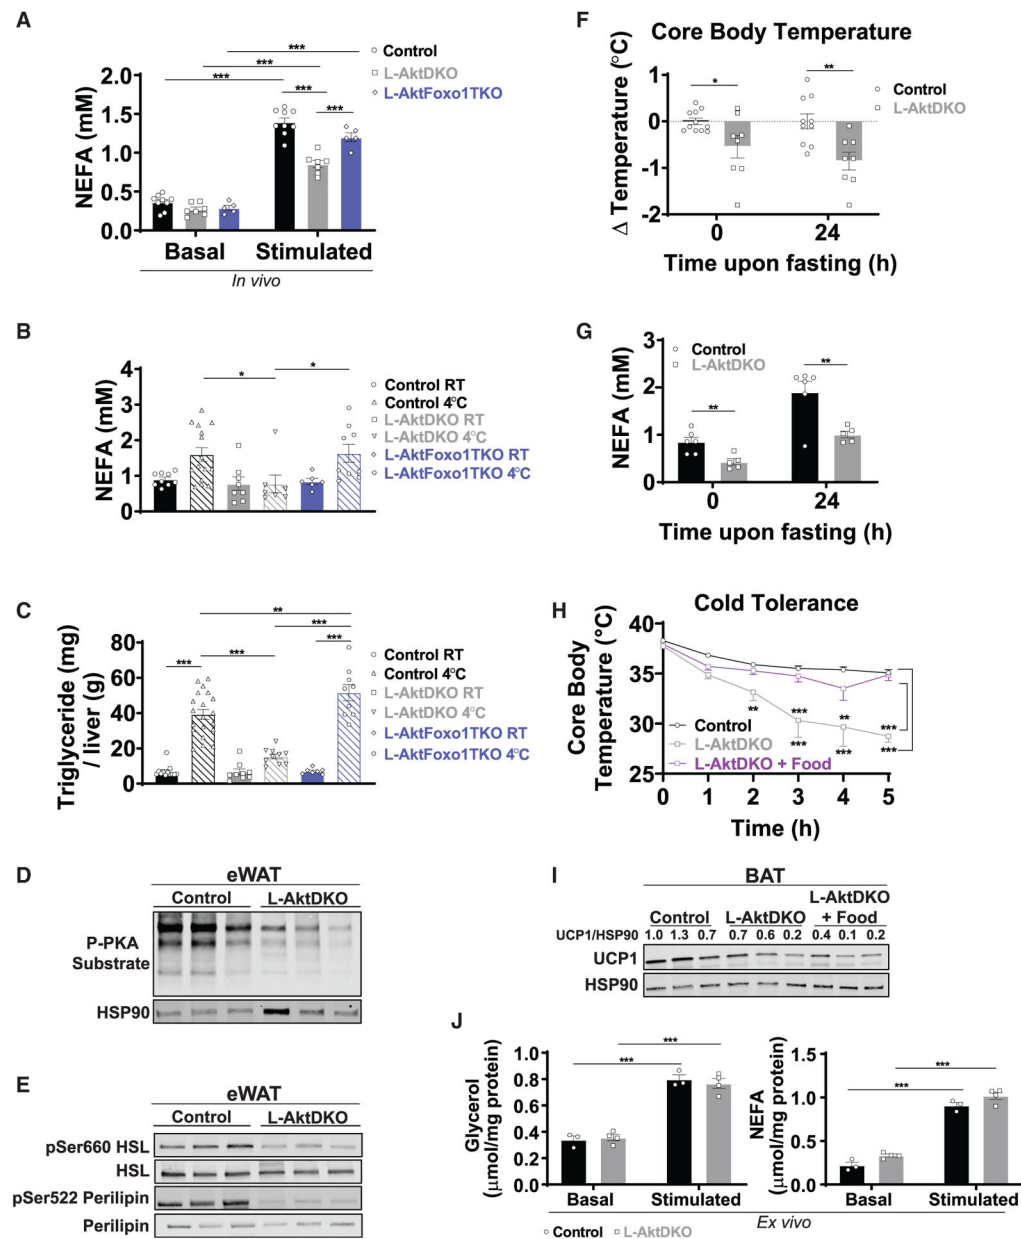 A
***
***
***
***
***
Control
L-AktDKO
L-AktFoxo1TKO
NEFA (mM)
2.0
1.5
1.0
0.5
0.0
Basal
Stimulated
In vivo
B
NEFA (mM)
4
3
2
1
0
*
*
Control RT
Control 4°C
L-AktDKO RT
L-AktDKO 4°C
L-AktFoxo1TKO RT
L-AktFoxo1TKO 4°C
C
Triglyceride (mg)
/ liver (g)
80
60
40
20
0
**
***
***
***
***
Control RT
Control 4°C
L-AktDKO RT
L-AktDKO 4°C
L-AktFoxo1TKO RT
L-AktFoxo1TKO 4°C
D
eWAT
Control
L-AktDKO
P-PKA
Substrate
HSP90
E
eWAT
Control
L-AktDKO
pSer660 HSL
HSL
pSer522 Perilipin
Perilipin
F
Core Body Temperature
Δ Temperature (°C)
1
0
-1
-2
*
**
Control
L-AktDKO
0
24
Time upon fasting (h)
G
NEFA (mM)
3
2
1
0
Control
L-AktDKO
**
**
0
24
Time upon fasting (h)
H
Cold Tolerance
Core Body
Temperature (°C)
40
35
30
25
Control
L-AktDKO
L-AktDKO + Food
**
***
***
**
***
***
***
0 1 2 3 4 5
Time (h)
I
BAT
Control
L-AktDKO
L-AktDKO
+ Food
UCP1/HSP90 1.0 1.3 0.7 0.7 0.6 0.2 0.4 0.1 0.2
UCP1
HSP90
J
Glycerol
(μmol/mg protein)
1.0
0.8
0.6
0.4
0.2
0.0
***
***
Basal
Stimulated
NEFA
(μmol/mg protein)
1.5
1.0
0.5
0.0
***
***
Basal
Stimulated
Ex vivo
Control
L-AktDKO